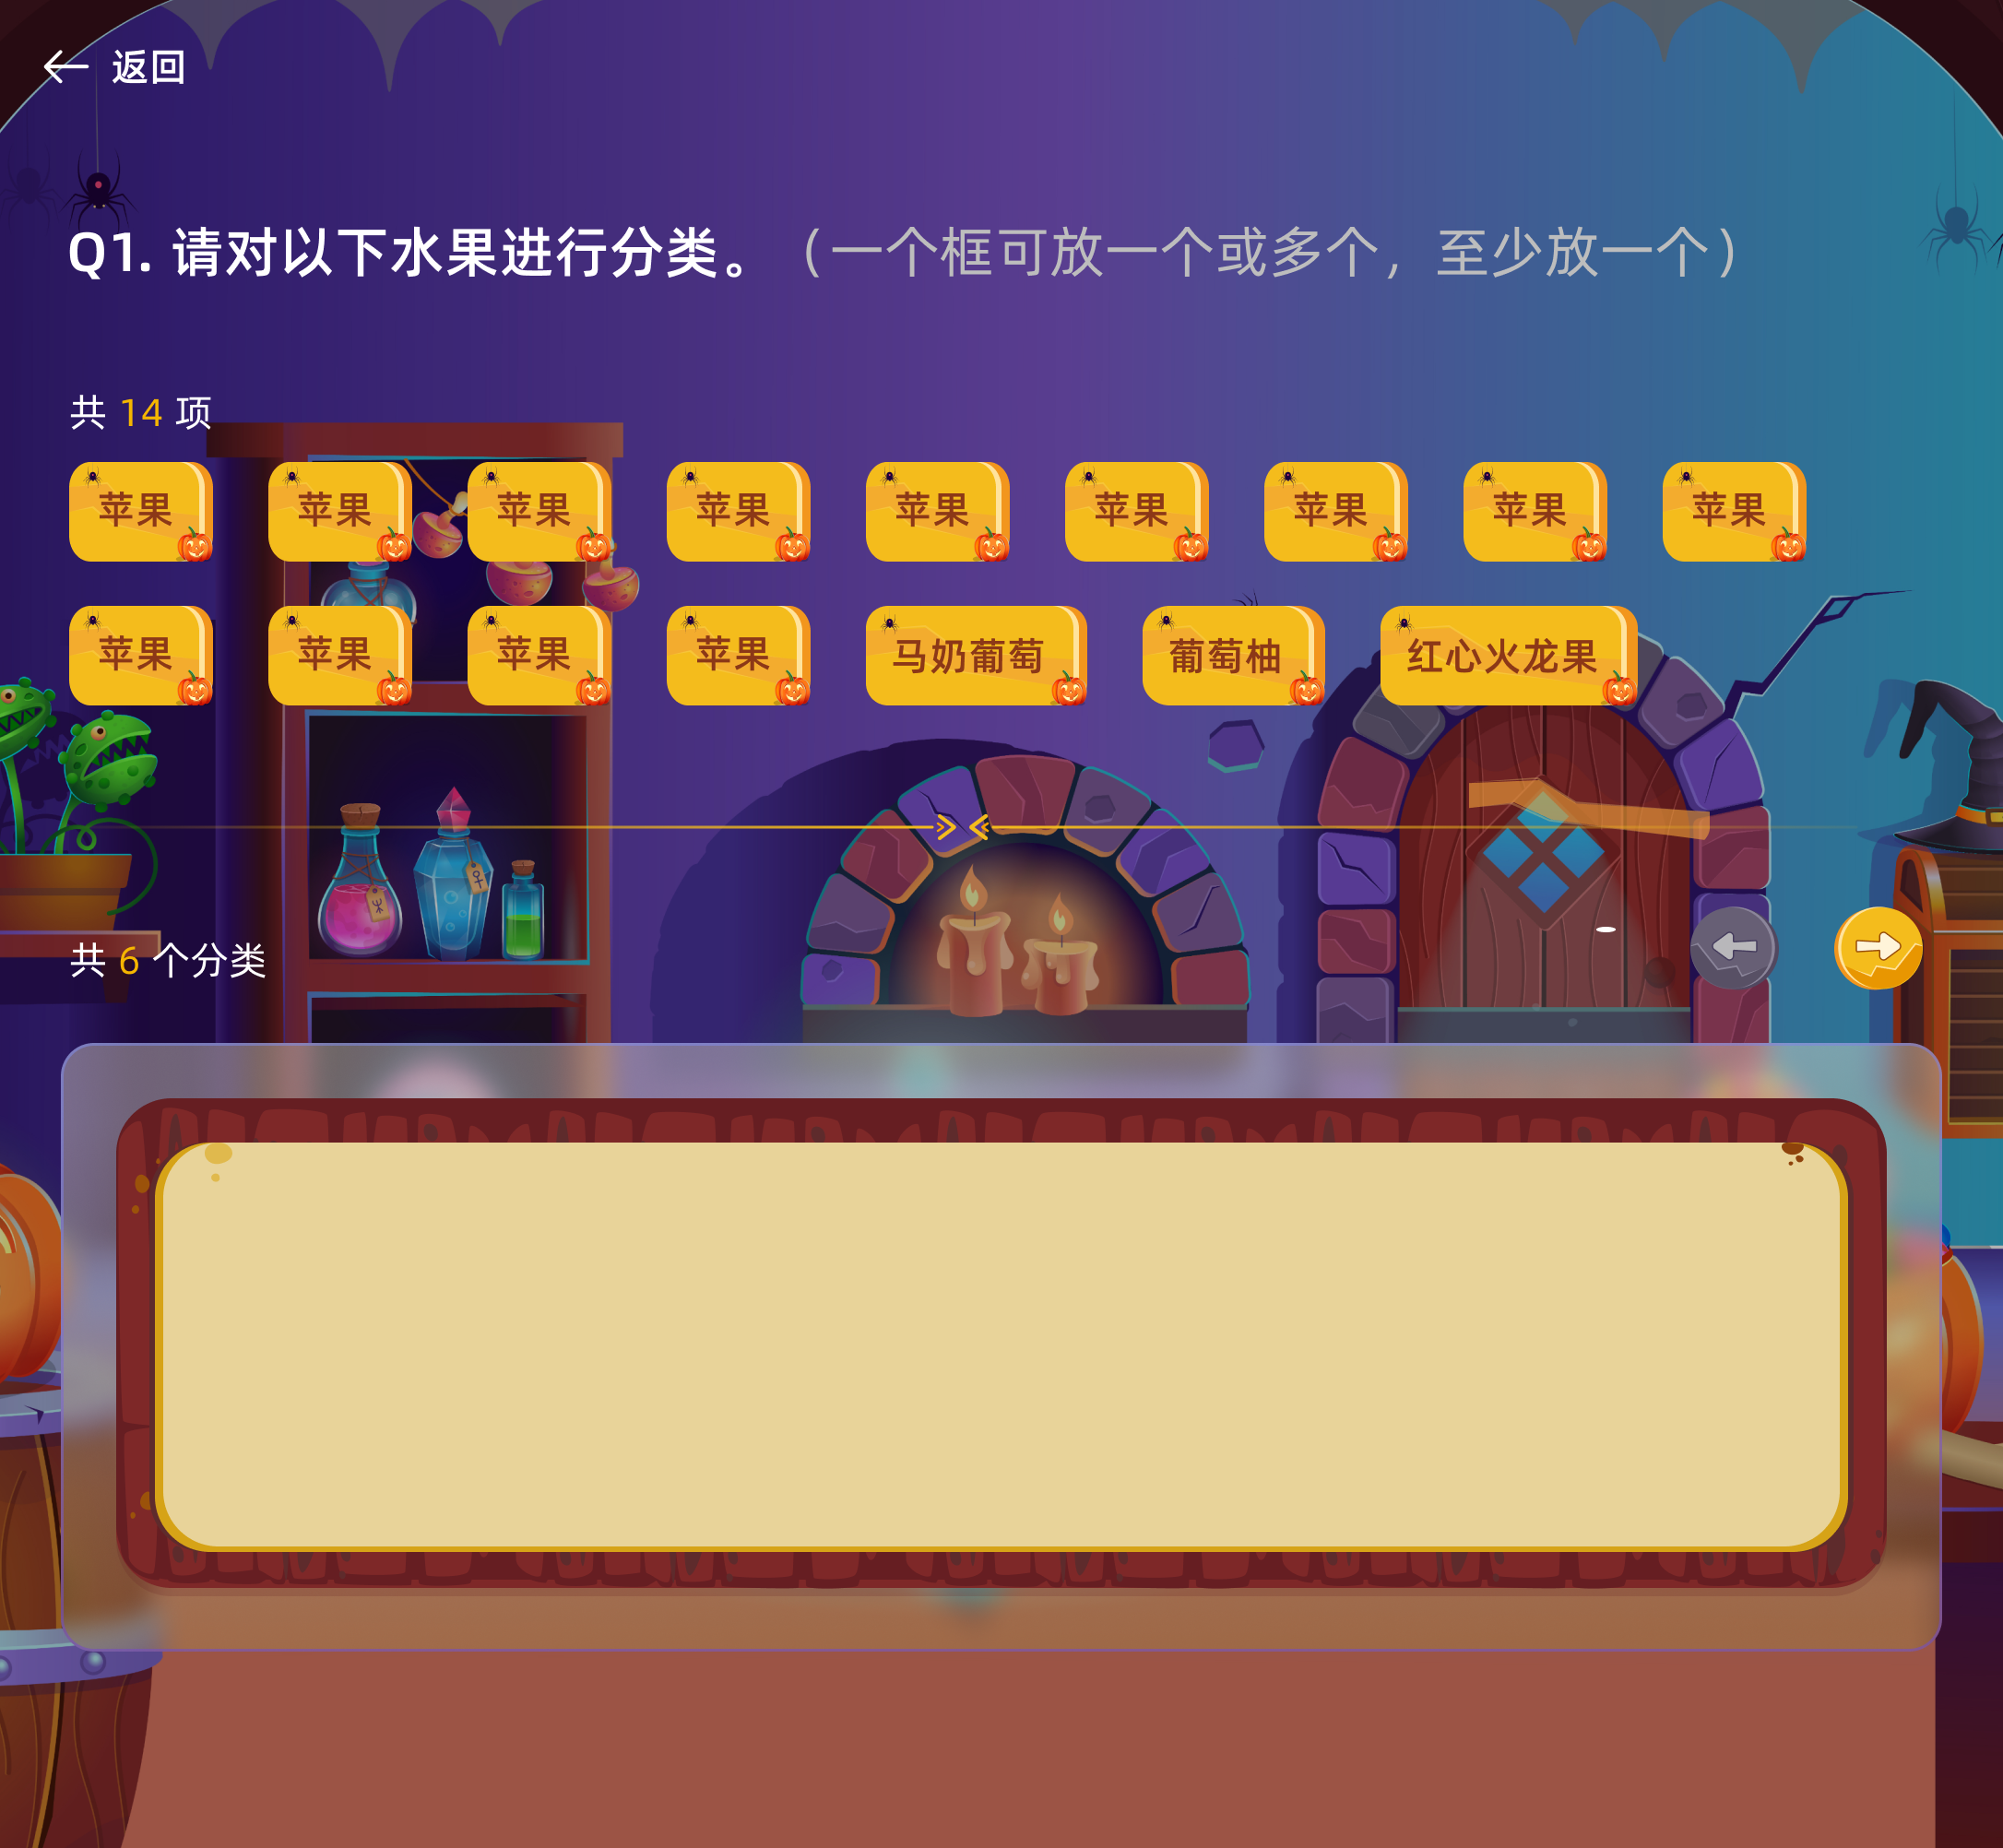 返回
Q1. 请对以下水果进行分类。（一个框可放一个或多个，至少放一个）
共 14 项
苹果 苹果 苹果 苹果 苹果 苹果 苹果 苹果 苹果
苹果 苹果 苹果 苹果 马奶葡萄 葡萄柚 红心火龙果
共 6 个分类